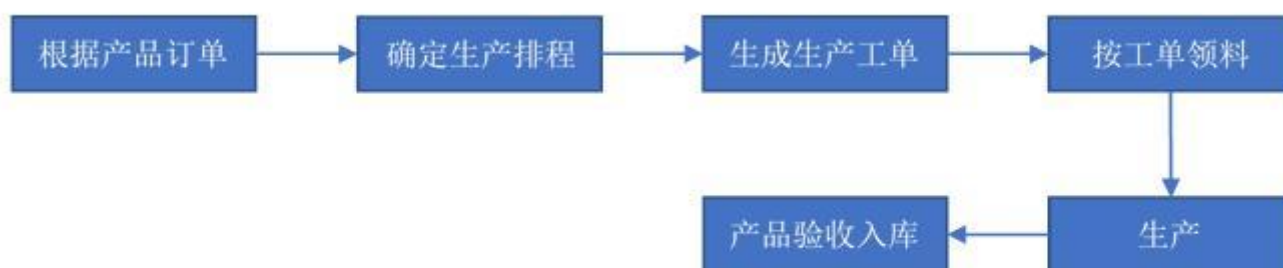 根据产品订单
确定生产排程
生成生产工单
按工单领料
生产
产品验收入库